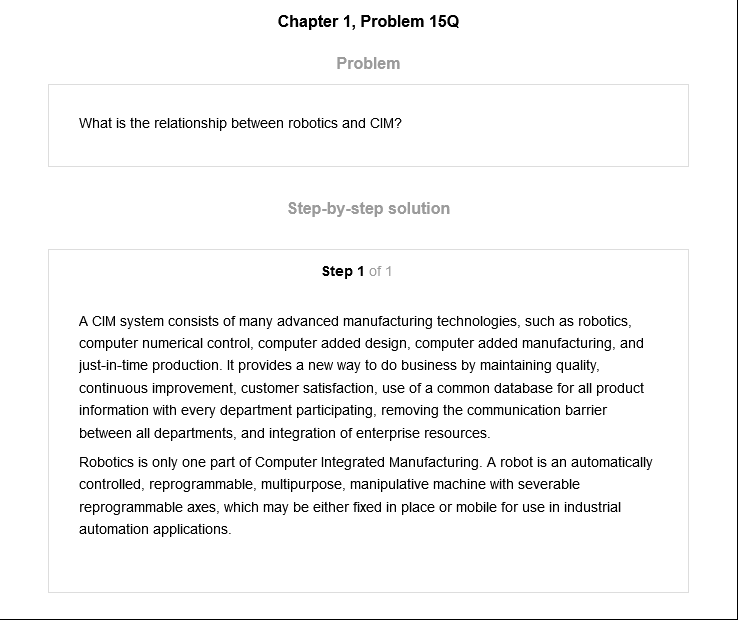 Chapter 1, Problem 15Q
Problem
What is the relationship between robotics and CIM?
Step-by-step solution
Step 1 of 1
A CIM system consists of many advanced manufacturing technologies, such as robotics,
computer numerical control, computer added design, computer added manufacturing, and
just-in-time production. It provides a new way to do business by maintaining quality,
continuous improvement, customer satisfaction, use of a common database for all product
information with every department participating, removing the communication barrier
between all departments, and integration of enterprise resources.
Robotics is only one part of Computer Integrated Manufacturing. A robot is an automatically
controlled, reprogrammable, multipurpose, manipulative machine with severable
reprogrammable axes, which may be either fixed in place or mobile for use in industrial
automation applications.